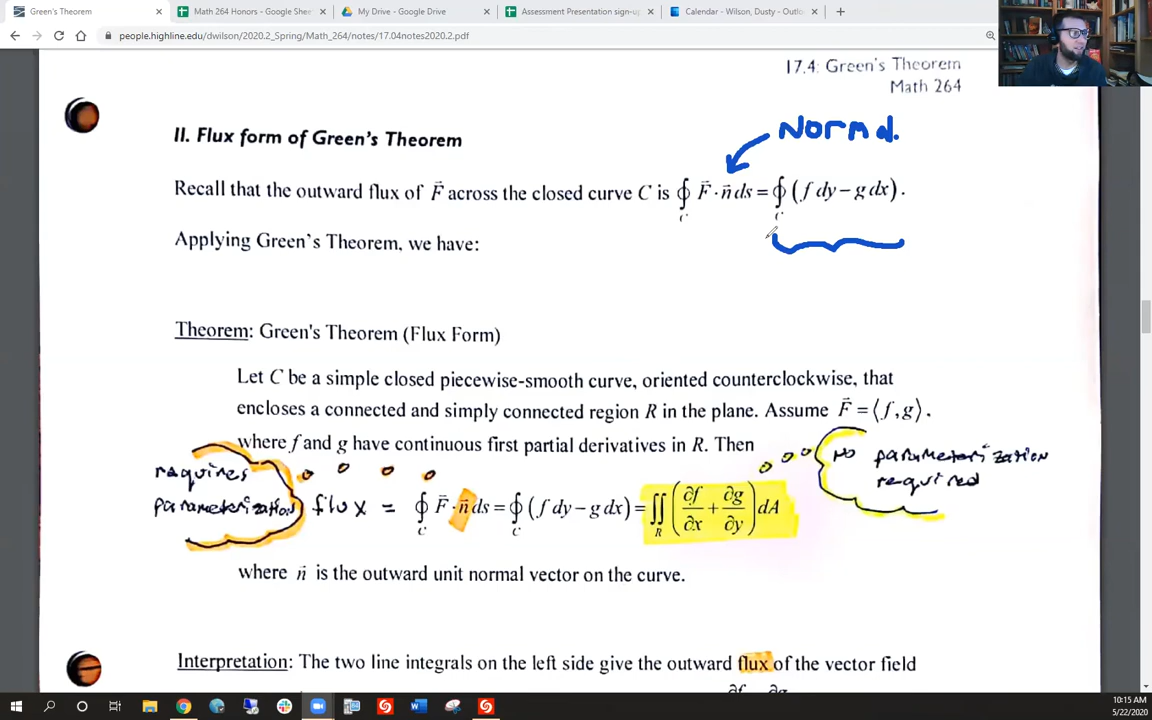 Green's Theorem
Math 264 Honors - Google Shee
My Drive - Google Drive
Assessment Presentation sign-u
Calendar - Wilson, Dusty - Outlo
people.highline.edu/dwilson/2020.2_Spring/Math_264/notes/17.04notes2020.2.pdf
17.4: Green's Theorem
Math 264
II. Flux form of Green's Theorem
Normal.
Recall that the outward flux of F⃗ across the closed curve C is ∮_C F⃗ · n⃗ ds = ∮_C (f dy − g dx).
Applying Green's Theorem, we have:
Theorem: Green's Theorem (Flux Form)
Let C be a simple closed piecewise-smooth curve, oriented counterclockwise, that
encloses a connected and simply connected region R in the plane. Assume F⃗ = ⟨f, g⟩,
where f and g have continuous first partial derivatives in R. Then
requires
parameterization
flux = ∮_C F⃗ · n⃗ ds = ∮_C (f dy − g dx) = ∬_R (∂f/∂x + ∂g/∂y) dA
No parameterization
required
where n⃗ is the outward unit normal vector on the curve.
Interpretation: The two line integrals on the left side give the outward flux of the vector field
10:15 AM
5/22/2020